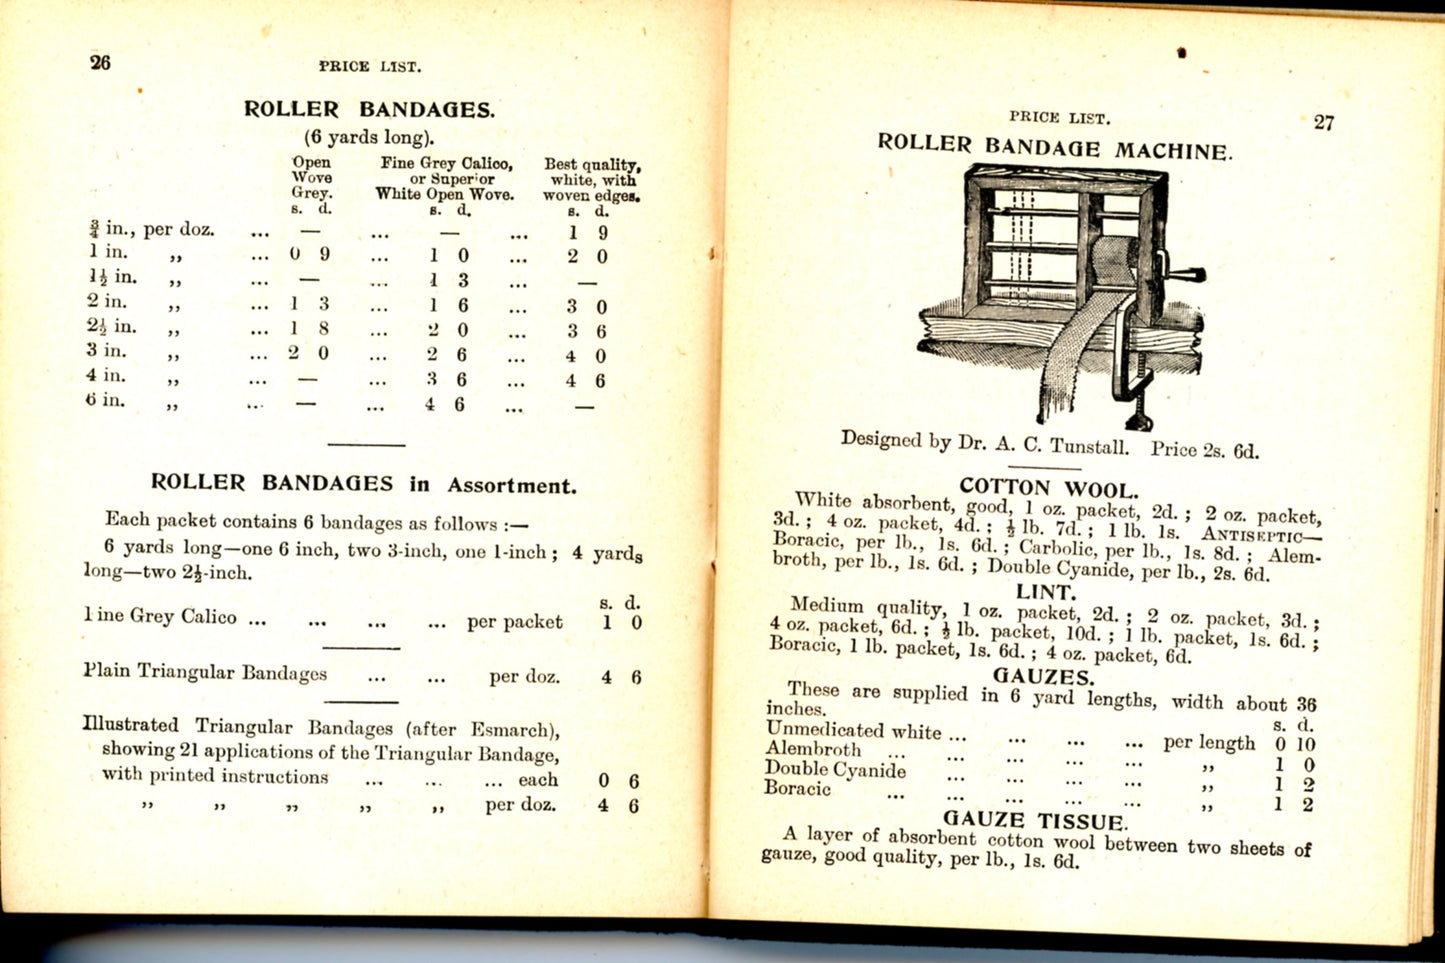 26
PRICE LIST.
ROLLER BANDAGES.
(6 yards long).
Open Wove Grey. Fine Grey Calico, or Superior White Open Wove. Best quality, white, with woven edges.
s. d. s. d. s. d.
¾ in., per doz. ... — ... — ... 1 9
1 in. ,, ... 0 9 ... 1 0 ... 2 0
1½ in. ,, ... — ... 1 3 ... —
2 in. ,, ... 1 3 ... 1 6 ... 3 0
2½ in. ,, ... 1 8 ... 2 0 ... 3 6
3 in. ,, ... 2 0 ... 2 6 ... 4 0
4 in. ,, ... — ... 3 6 ... 4 6
6 in. ,, ... — ... 4 6 ... —
ROLLER BANDAGES in Assortment.
Each packet contains 6 bandages as follows :—
6 yards long—one 6 inch, two 3-inch, one 1-inch ; 4 yards
long—two 2½-inch.
s. d.
Fine Grey Calico ... ... ... ... per packet 1 0
Plain Triangular Bandages ... ... per doz. 4 6
Illustrated Triangular Bandages (after Esmarch),
showing 21 applications of the Triangular Bandage,
with printed instructions ... ... ... each 0 6
,, ,, ,, ,, ,, per doz. 4 6
PRICE LIST.
27
ROLLER BANDAGE MACHINE.
Designed by Dr. A. C. Tunstall. Price 2s. 6d.
COTTON WOOL.
White absorbent, good, 1 oz. packet, 2d. ; 2 oz. packet,
3d. ; 4 oz. packet, 4d. ; ½ lb. 7d. ; 1 lb. 1s. ANTISEPTIC—
Boracic, per lb., 1s. 6d. ; Carbolic, per lb., 1s. 8d. ; Alem-
broth, per lb., 1s. 6d. ; Double Cyanide, per lb., 2s. 6d.
LINT.
Medium quality, 1 oz. packet, 2d. ; 2 oz. packet, 3d. ;
4 oz. packet, 6d. ; ½ lb. packet, 10d. ; 1 lb. packet, 1s. 6d. ;
Boracic, 1 lb. packet, 1s. 6d. ; 4 oz. packet, 6d.
GAUZES.
These are supplied in 6 yard lengths, width about 36
inches.
s. d.
Unmedicated white ... ... ... ... per length 0 10
Alembroth ... ... ... ... ... ,, 1 0
Double Cyanide ... ... ... ... ,, 1 2
Boracic ... ... ... ... ... ,, 1 2
GAUZE TISSUE.
A layer of absorbent cotton wool between two sheets of
gauze, good quality, per lb., 1s. 6d.